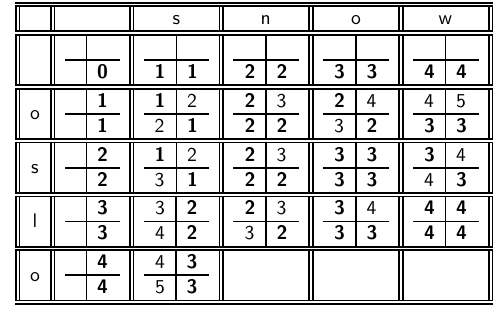 s n o w
0 1 1 2 2 3 3 4 4
1 1 2 2 3 2 4 4 5
o
1 2 1 2 2 3 2 3 3
2 1 2 2 3 3 3 3 4
s
2 3 1 2 2 3 3 4 3
3 3 2 2 3 3 4 4 4
l
3 4 2 3 2 3 3 4 4
4 4 3
o
4 5 3